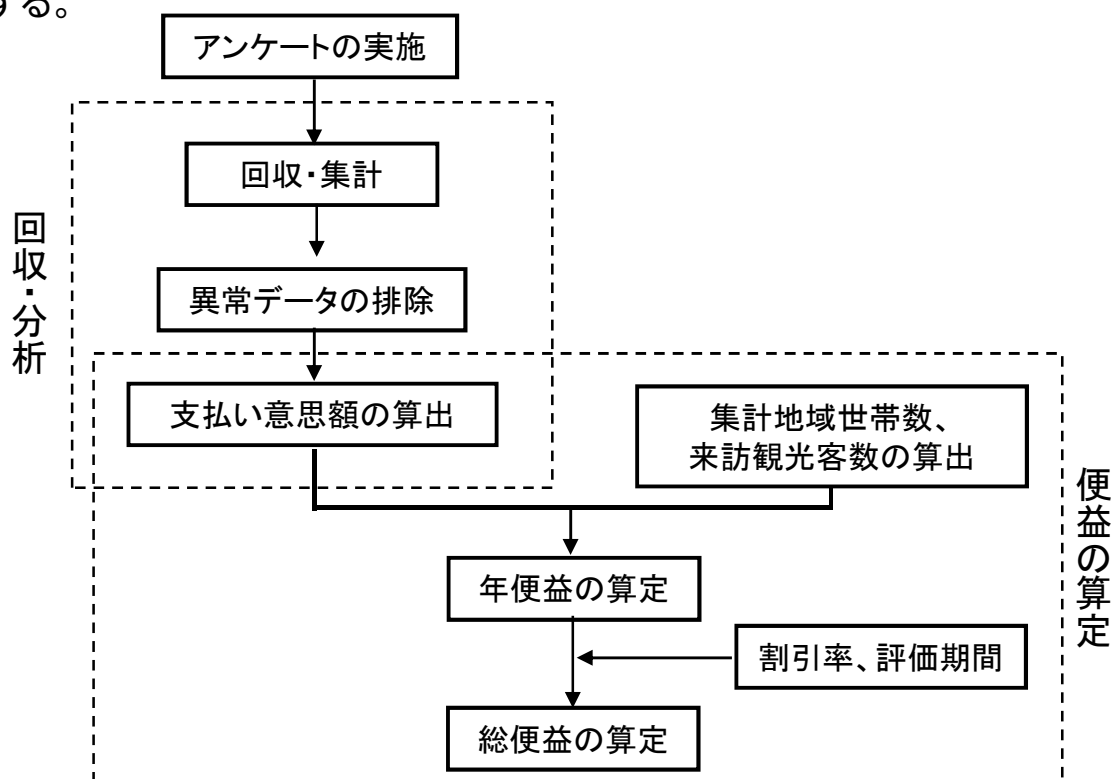 する。
アンケートの実施
回収・集計
回収・分析
異常データの排除
支払い意思額の算出
集計地域世帯数、
来訪観光客数の算出
便益の算定
年便益の算定
割引率、評価期間
総便益の算定